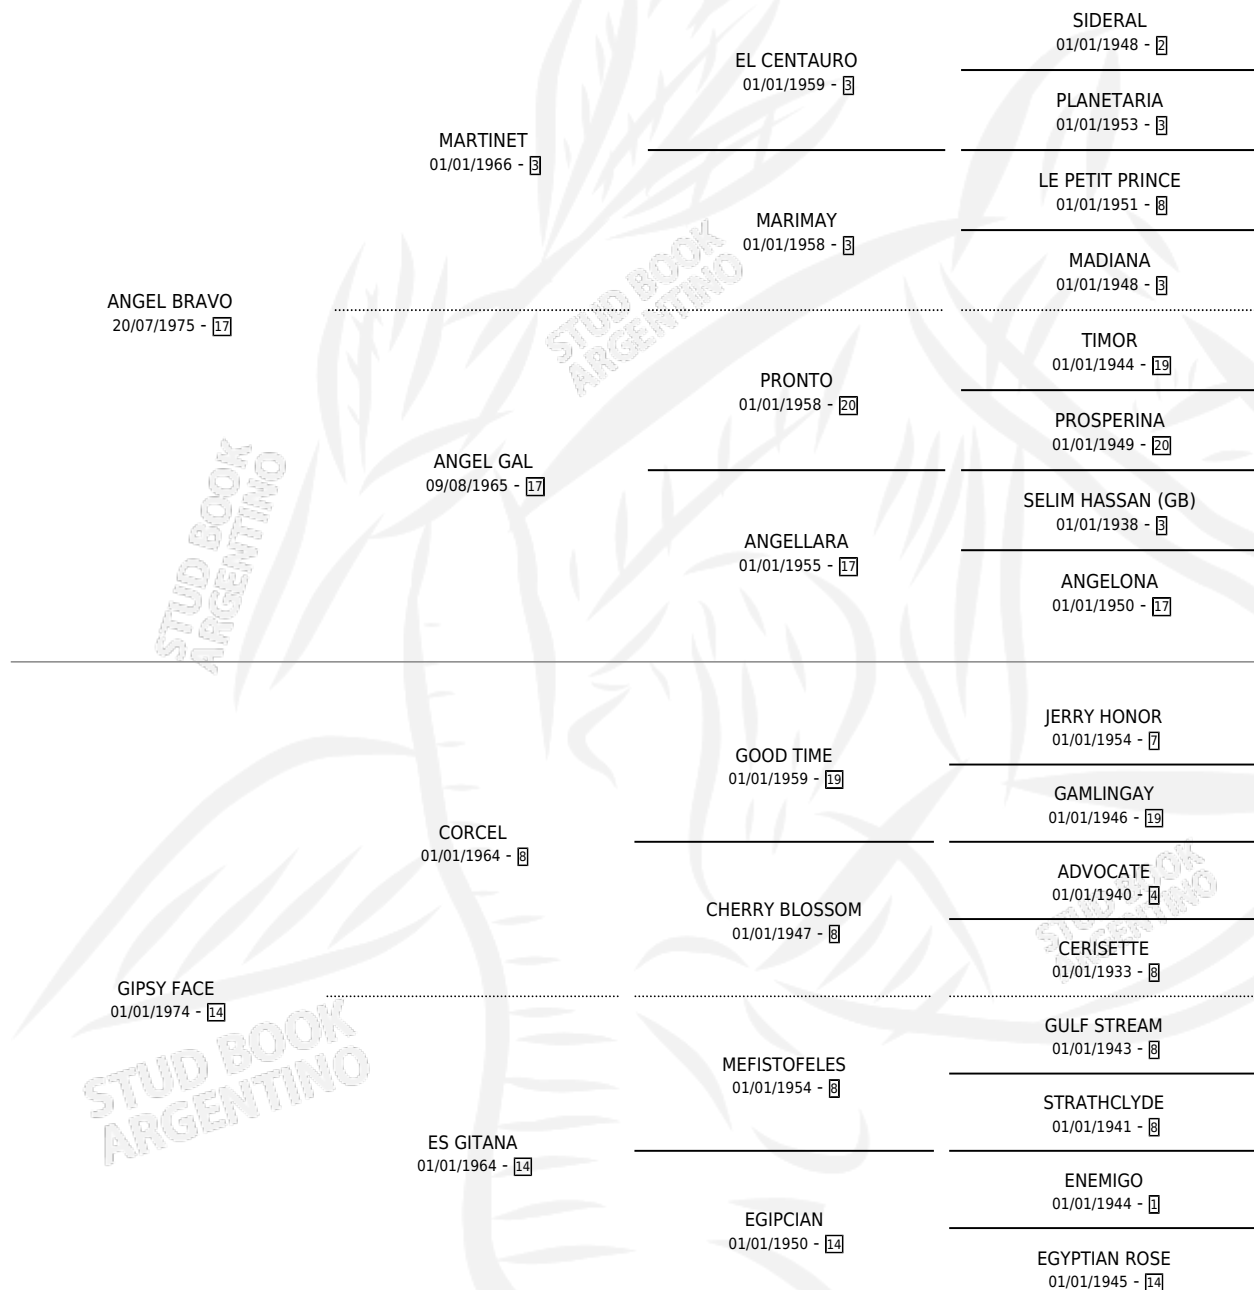 SIDERAL
01/01/1948 - 2
EL CENTAURO
01/01/1959 - 3
PLANETARIA
01/01/1953 - 3
MARTINET
01/01/1966 - 3
LE PETIT PRINCE
01/01/1951 - 8
MARIMAY
01/01/1958 - 3
MADIANA
01/01/1948 - 3
ANGEL BRAVO
20/07/1975 - 17
TIMOR
01/01/1944 - 19
PRONTO
01/01/1958 - 20
PROSPERINA
01/01/1949 - 20
ANGEL GAL
09/08/1965 - 17
SELIM HASSAN (GB)
01/01/1938 - 3
ANGELLARA
01/01/1955 - 17
ANGELONA
01/01/1950 - 17
STUD BOOK
ARGENTINO
STUD BOOK
ARGENTINO
JERRY HONOR
01/01/1954 - 7
GOOD TIME
01/01/1959 - 19
GAMLINGAY
01/01/1946 - 19
CORCEL
01/01/1964 - 8
ADVOCATE
01/01/1940 - 4
CHERRY BLOSSOM
01/01/1947 - 8
CERISETTE
01/01/1933 - 8
GIPSY FACE
01/01/1974 - 14
GULF STREAM
01/01/1943 - 8
MEFISTOFELES
01/01/1954 - 8
STRATHCLYDE
01/01/1941 - 8
ES GITANA
01/01/1964 - 14
ENEMIGO
01/01/1944 - 1
EGIPCIAN
01/01/1950 - 14
EGYPTIAN ROSE
01/01/1945 - 14
STUD BOOK
ARGENTINO
STUD BOOK
ARGENTINO